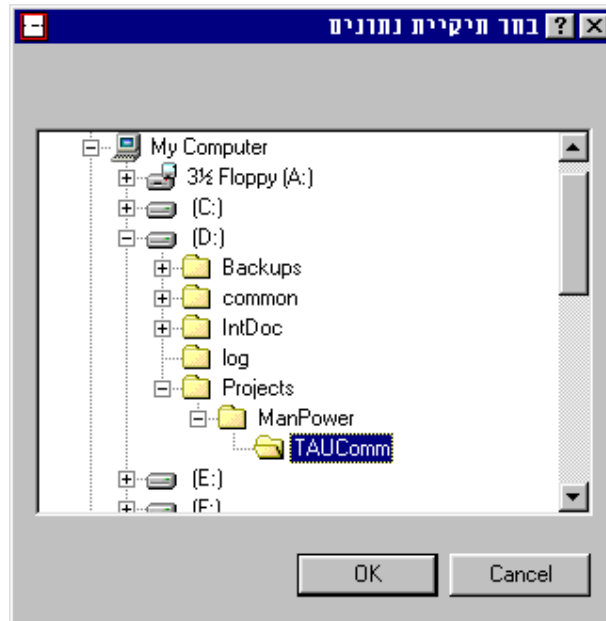 בחר תיקיית נתונים
My Computer
3½ Floppy (A:)
(C:)
(D:)
Backups
common
IntDoc
log
Projects
ManPower
TAUComm
(E:)
(F:)
OK Cancel